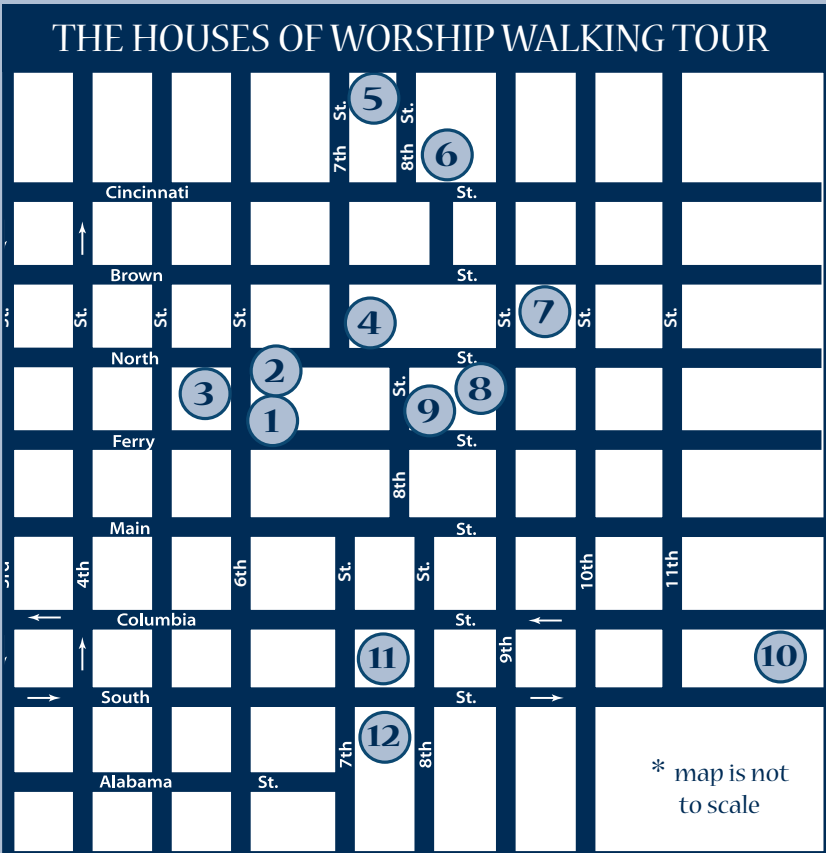 THE HOUSES OF WORSHIP WALKING TOUR
5
St.
St.
7th
8th
6
Cincinnati St.
Brown St.
St.
St.
St.
4
St.
7
St.
St.
North St.
2
3
St.
8
9
1
Ferry St.
8th
Main St.
4th
6th
St.
St.
10th
11th
Columbia St.
11
9th
10
South St.
12
7th
8th
Alabama St.
* map is not
to scale